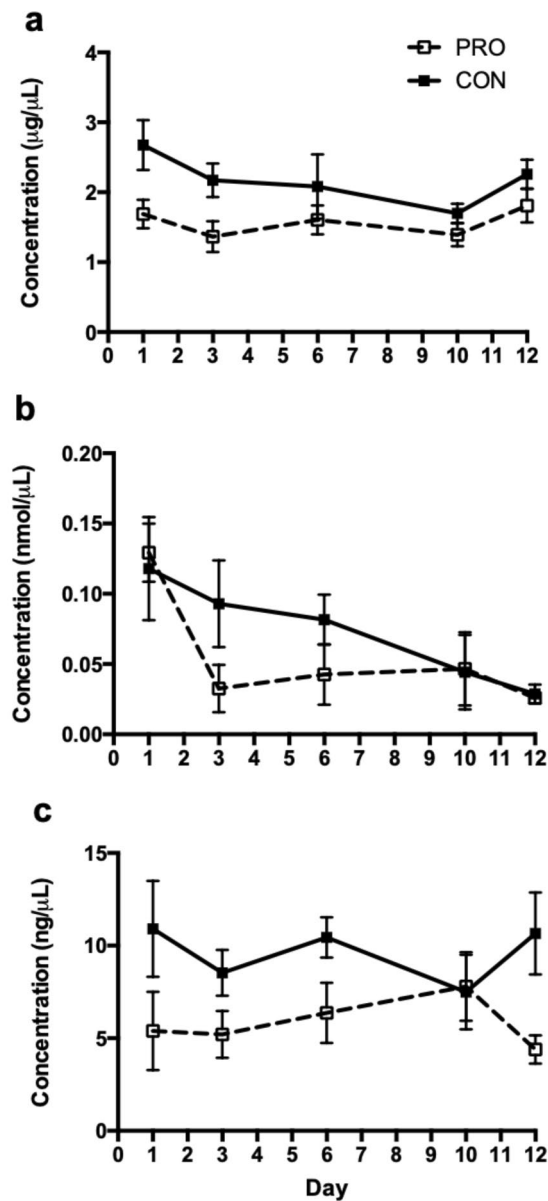 a
PRO
CON
Concentration (μg/μL)
4
3
2
1
0
0 1 2 3 4 5 6 7 8 9 10 11 12
b
Concentration (nmol/μL)
0.20
0.15
0.10
0.05
0.00
0 1 2 3 4 5 6 7 8 9 10 11 12
c
Concentration (ng/μL)
15
10
5
0
0 1 2 3 4 5 6 7 8 9 10 11 12
Day